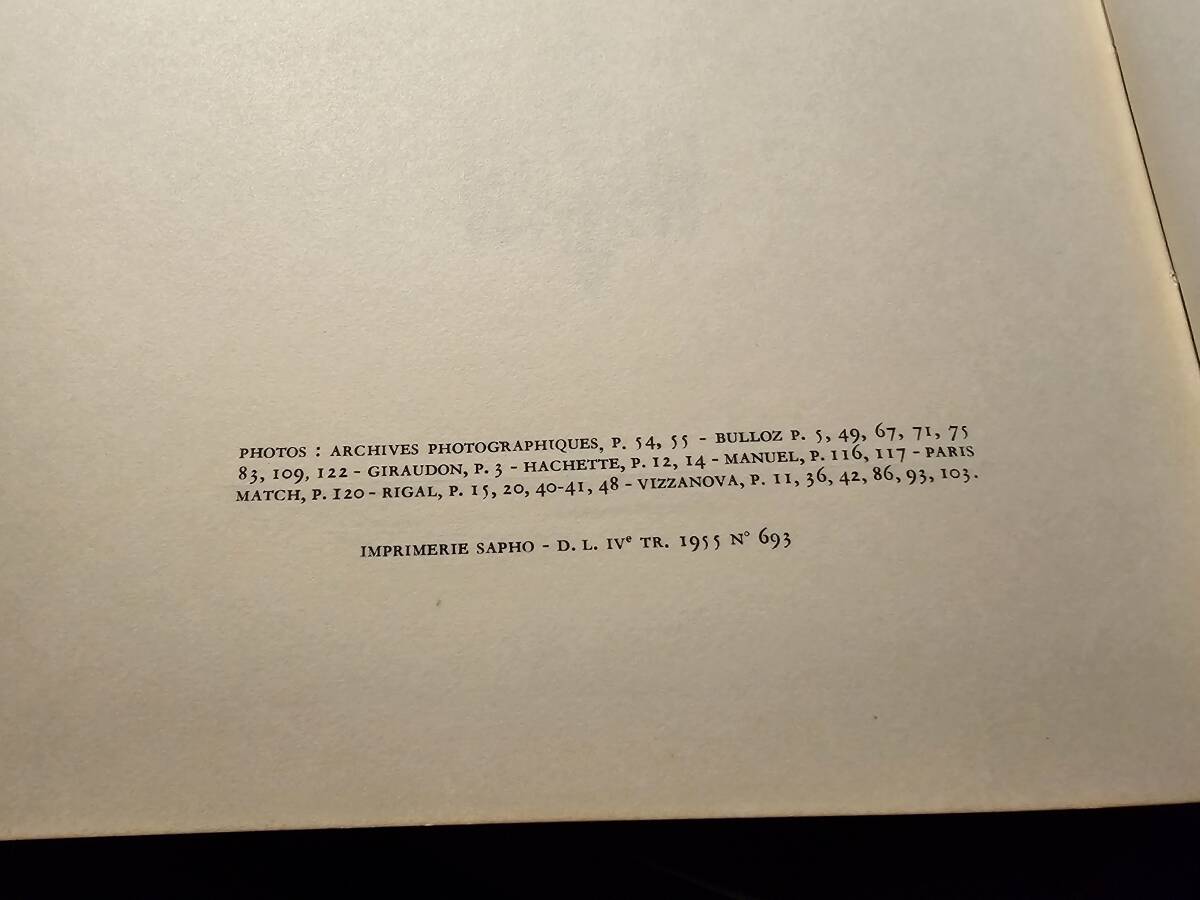 PHOTOS : ARCHIVES PHOTOGRAPHIQUES, P. 54, 55 - BULLOZ P. 5, 49, 67, 71, 75
83, 109, 122 - GIRAUDON, P. 3 - HACHETTE, P. 12, 14 - MANUEL, P. 116, 117 - PARIS
MATCH, P. 120 - RIGAL, P. 15, 20, 40-41, 48 - VIZZANOVA, P. 11, 36, 42, 86, 93, 103.
IMPRIMERIE SAPHO - D. L. IVe TR. 1955 N° 693